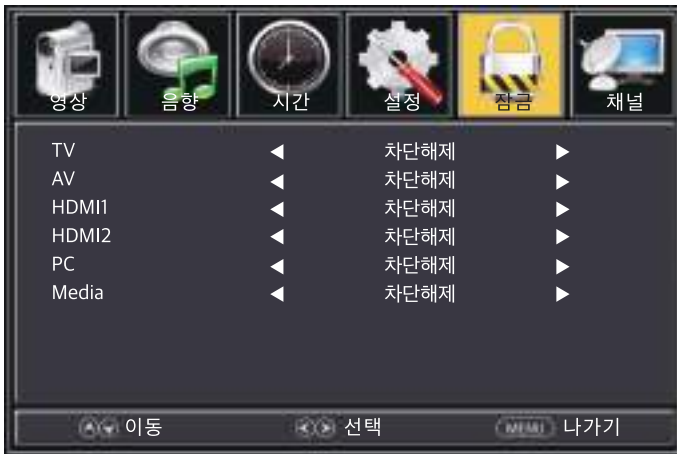 영상 음향 시간 설정 잠금 채널
TV 차단해제
AV 차단해제
HDMI1 차단해제
HDMI2 차단해제
PC 차단해제
Media 차단해제
이동 선택 MENU 나가기